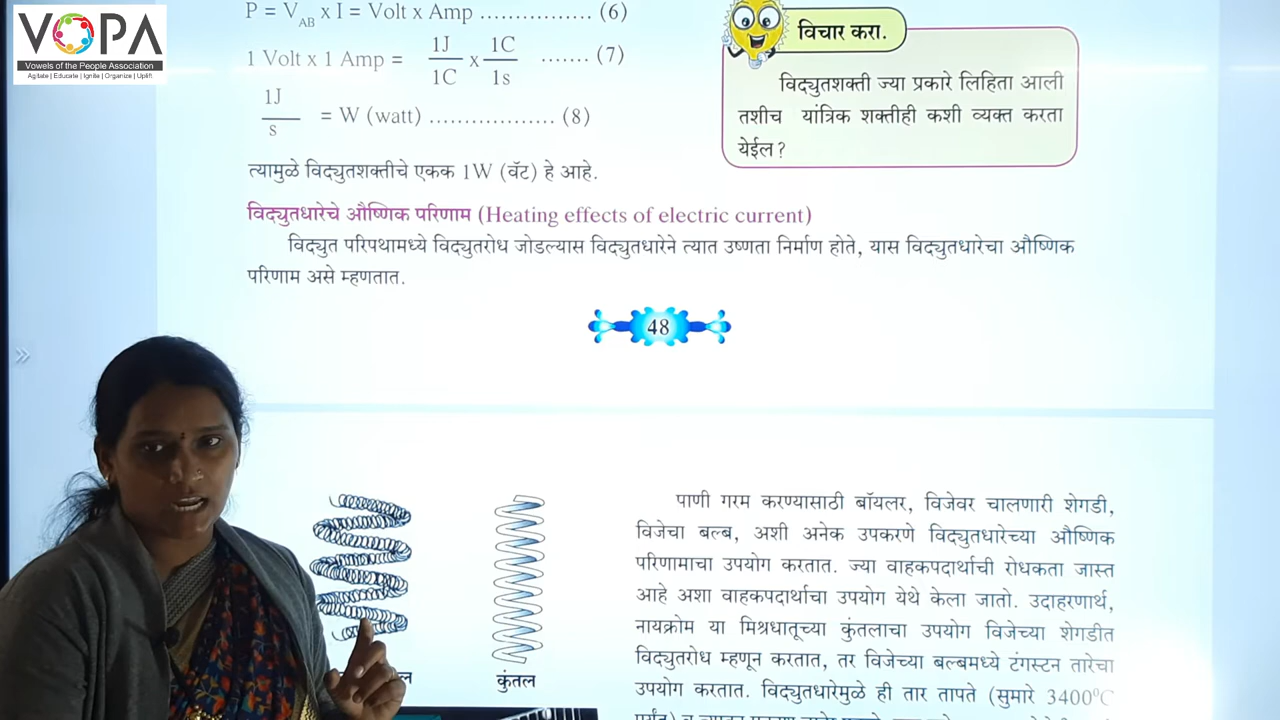 VOPA
Vowels of the People Association
Agitate | Educate | Ignite | Organize | Uplift
P = V_AB x I = Volt x Amp ................ (6)
1 Volt x 1 Amp = 1J/1C x 1C/1s ....... (7)
1J/s = W (watt) .................. (8)
त्यामुळे विद्युतशक्तीचे एकक 1W (वॅट) हे आहे.
विचार करा.
विद्युतशक्ती ज्या प्रकारे लिहिता आली
तशीच यांत्रिक शक्तीही कशी व्यक्त करता
येईल?
विद्युतधारेचे औष्णिक परिणाम (Heating effects of electric current)
विद्युत परिपथामध्ये विद्युतरोध जोडल्यास विद्युतधारेने त्यात उष्णता निर्माण होते, यास विद्युतधारेचा औष्णिक
परिणाम असे म्हणतात.
48
कुंतल
पाणी गरम करण्यासाठी बॉयलर, विजेवर चालणारी शेगडी,
विजेचा बल्ब, अशी अनेक उपकरणे विद्युतधारेच्या औष्णिक
परिणामाचा उपयोग करतात. ज्या वाहकपदार्थाची रोधकता जास्त
आहे अशा वाहकपदार्थाचा उपयोग येथे केला जातो. उदाहरणार्थ,
नायक्रोम या मिश्रधातूच्या कुंतलाचा उपयोग विजेच्या शेगडीत
विद्युतरोध म्हणून करतात, तर विजेच्या बल्बमध्ये टंगस्टन तारेचा
उपयोग करतात. विद्युतधारेमुळे ही तार तापते (सुमारे 3400⁰C